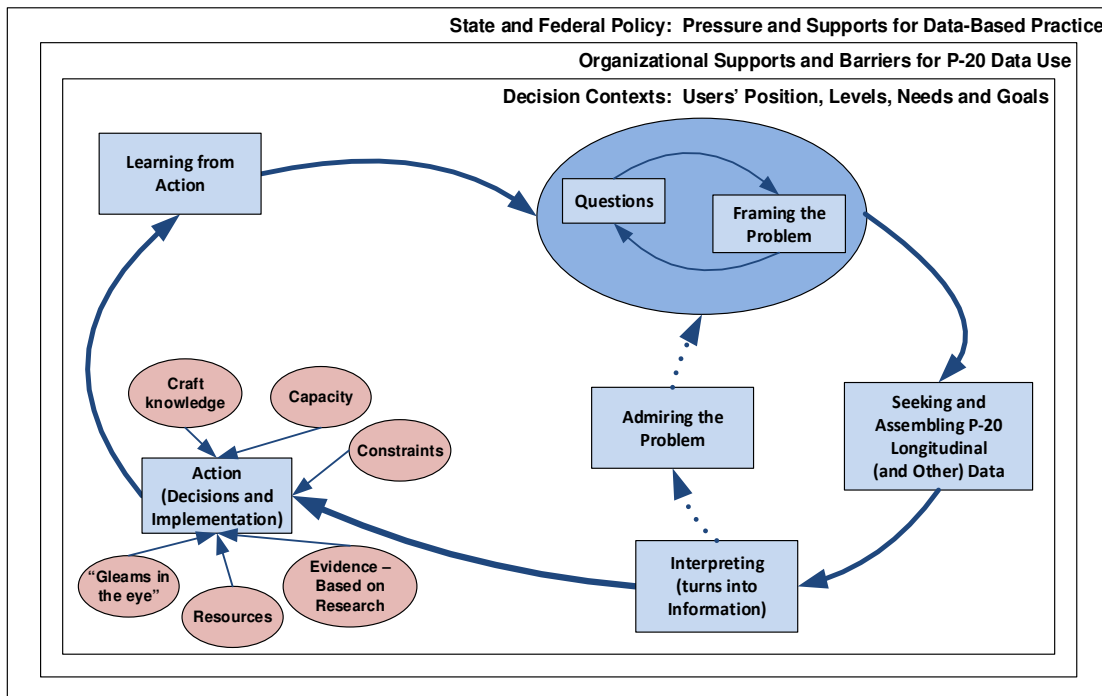 State and Federal Policy:  Pressure and Supports for Data-Based Practice
Organizational Supports and Barriers for P-20 Data Use
Decision Contexts:  Users’ Position, Levels, Needs and Goals
Learning from
Action
Questions
Framing the
Problem
Craft
knowledge
Capacity
Constraints
Admiring the
Problem
Seeking and
Assembling P-20
Longitudinal
(and Other) Data
Action
(Decisions and
Implementation)
“Gleams in
the eye”
Resources
Evidence –
Based on
Research
Interpreting
(turns into
Information)